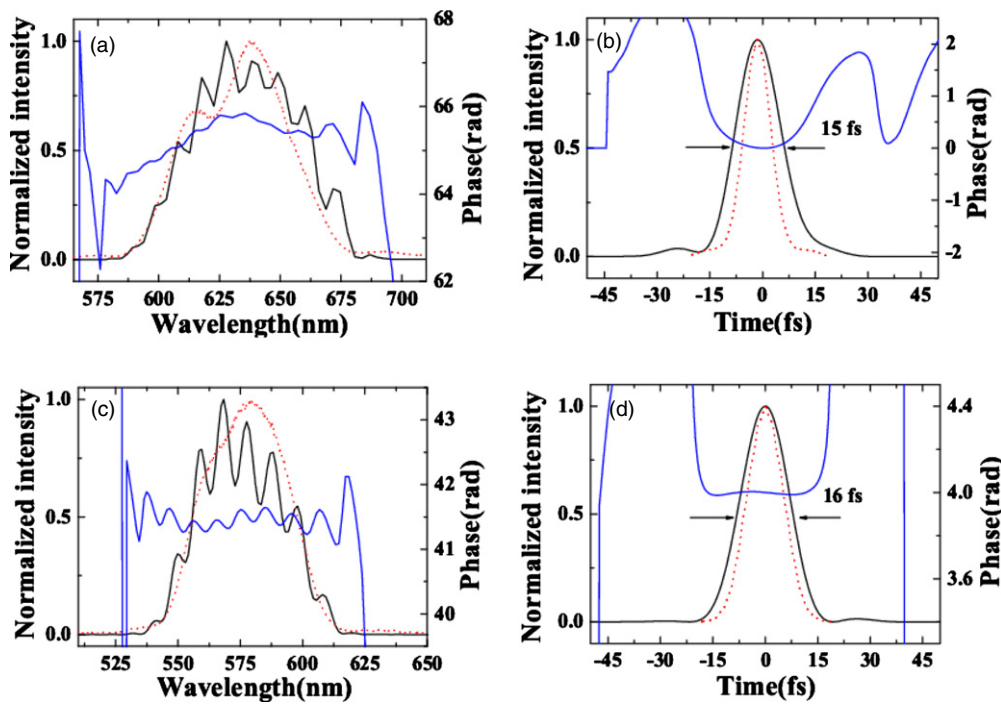 (a)
Normalized intensity
1.0
0.5
0.0
68
66
64
62
Phase(rad)
575 600 625 650 675 700
Wavelength(nm)
(b)
Normalized intensity
1.0
0.5
0.0
15 fs
2
1
0
-1
-2
Phase(rad)
-45 -30 -15 0 15 30 45
Time(fs)
(c)
Normalized intensity
1.0
0.5
0.0
43
42
41
40
Phase(rad)
525 550 575 600 625 650
Wavelength(nm)
(d)
Normalized intensity
1.0
0.5
0.0
16 fs
4.4
4.0
3.6
Phase(rad)
-45 -30 -15 0 15 30 45
Time(fs)